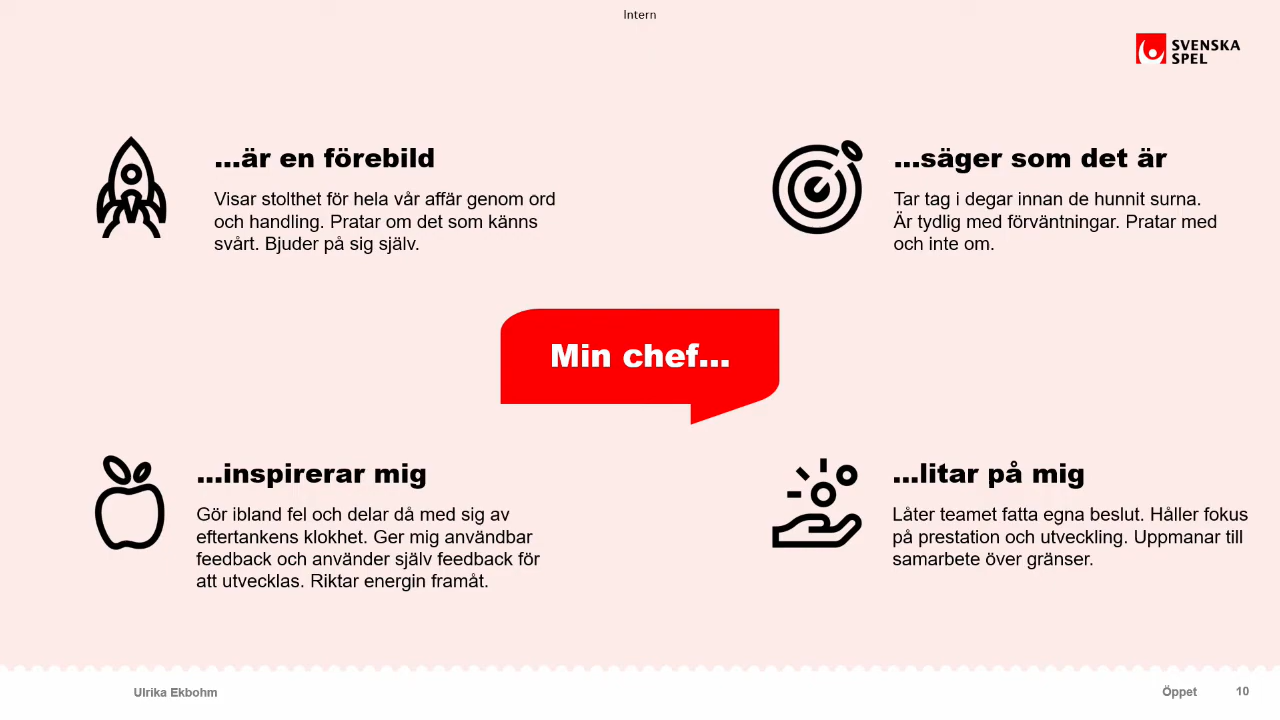 Intern
SVENSKA
SPEL
...är en förebild
Visar stolthet för hela vår affär genom ord
och handling. Pratar om det som känns
svårt. Bjuder på sig själv.
...säger som det är
Tar tag i degar innan de hunnit surna.
Är tydlig med förväntningar. Pratar med
och inte om.
Min chef...
...inspirerar mig
Gör ibland fel och delar då med sig av
eftertankens klokhet. Ger mig användbar
feedback och använder själv feedback för
att utvecklas. Riktar energin framåt.
...litar på mig
Låter teamet fatta egna beslut. Håller fokus
på prestation och utveckling. Uppmanar till
samarbete över gränser.
Ulrika Ekbohm
Öppet
10